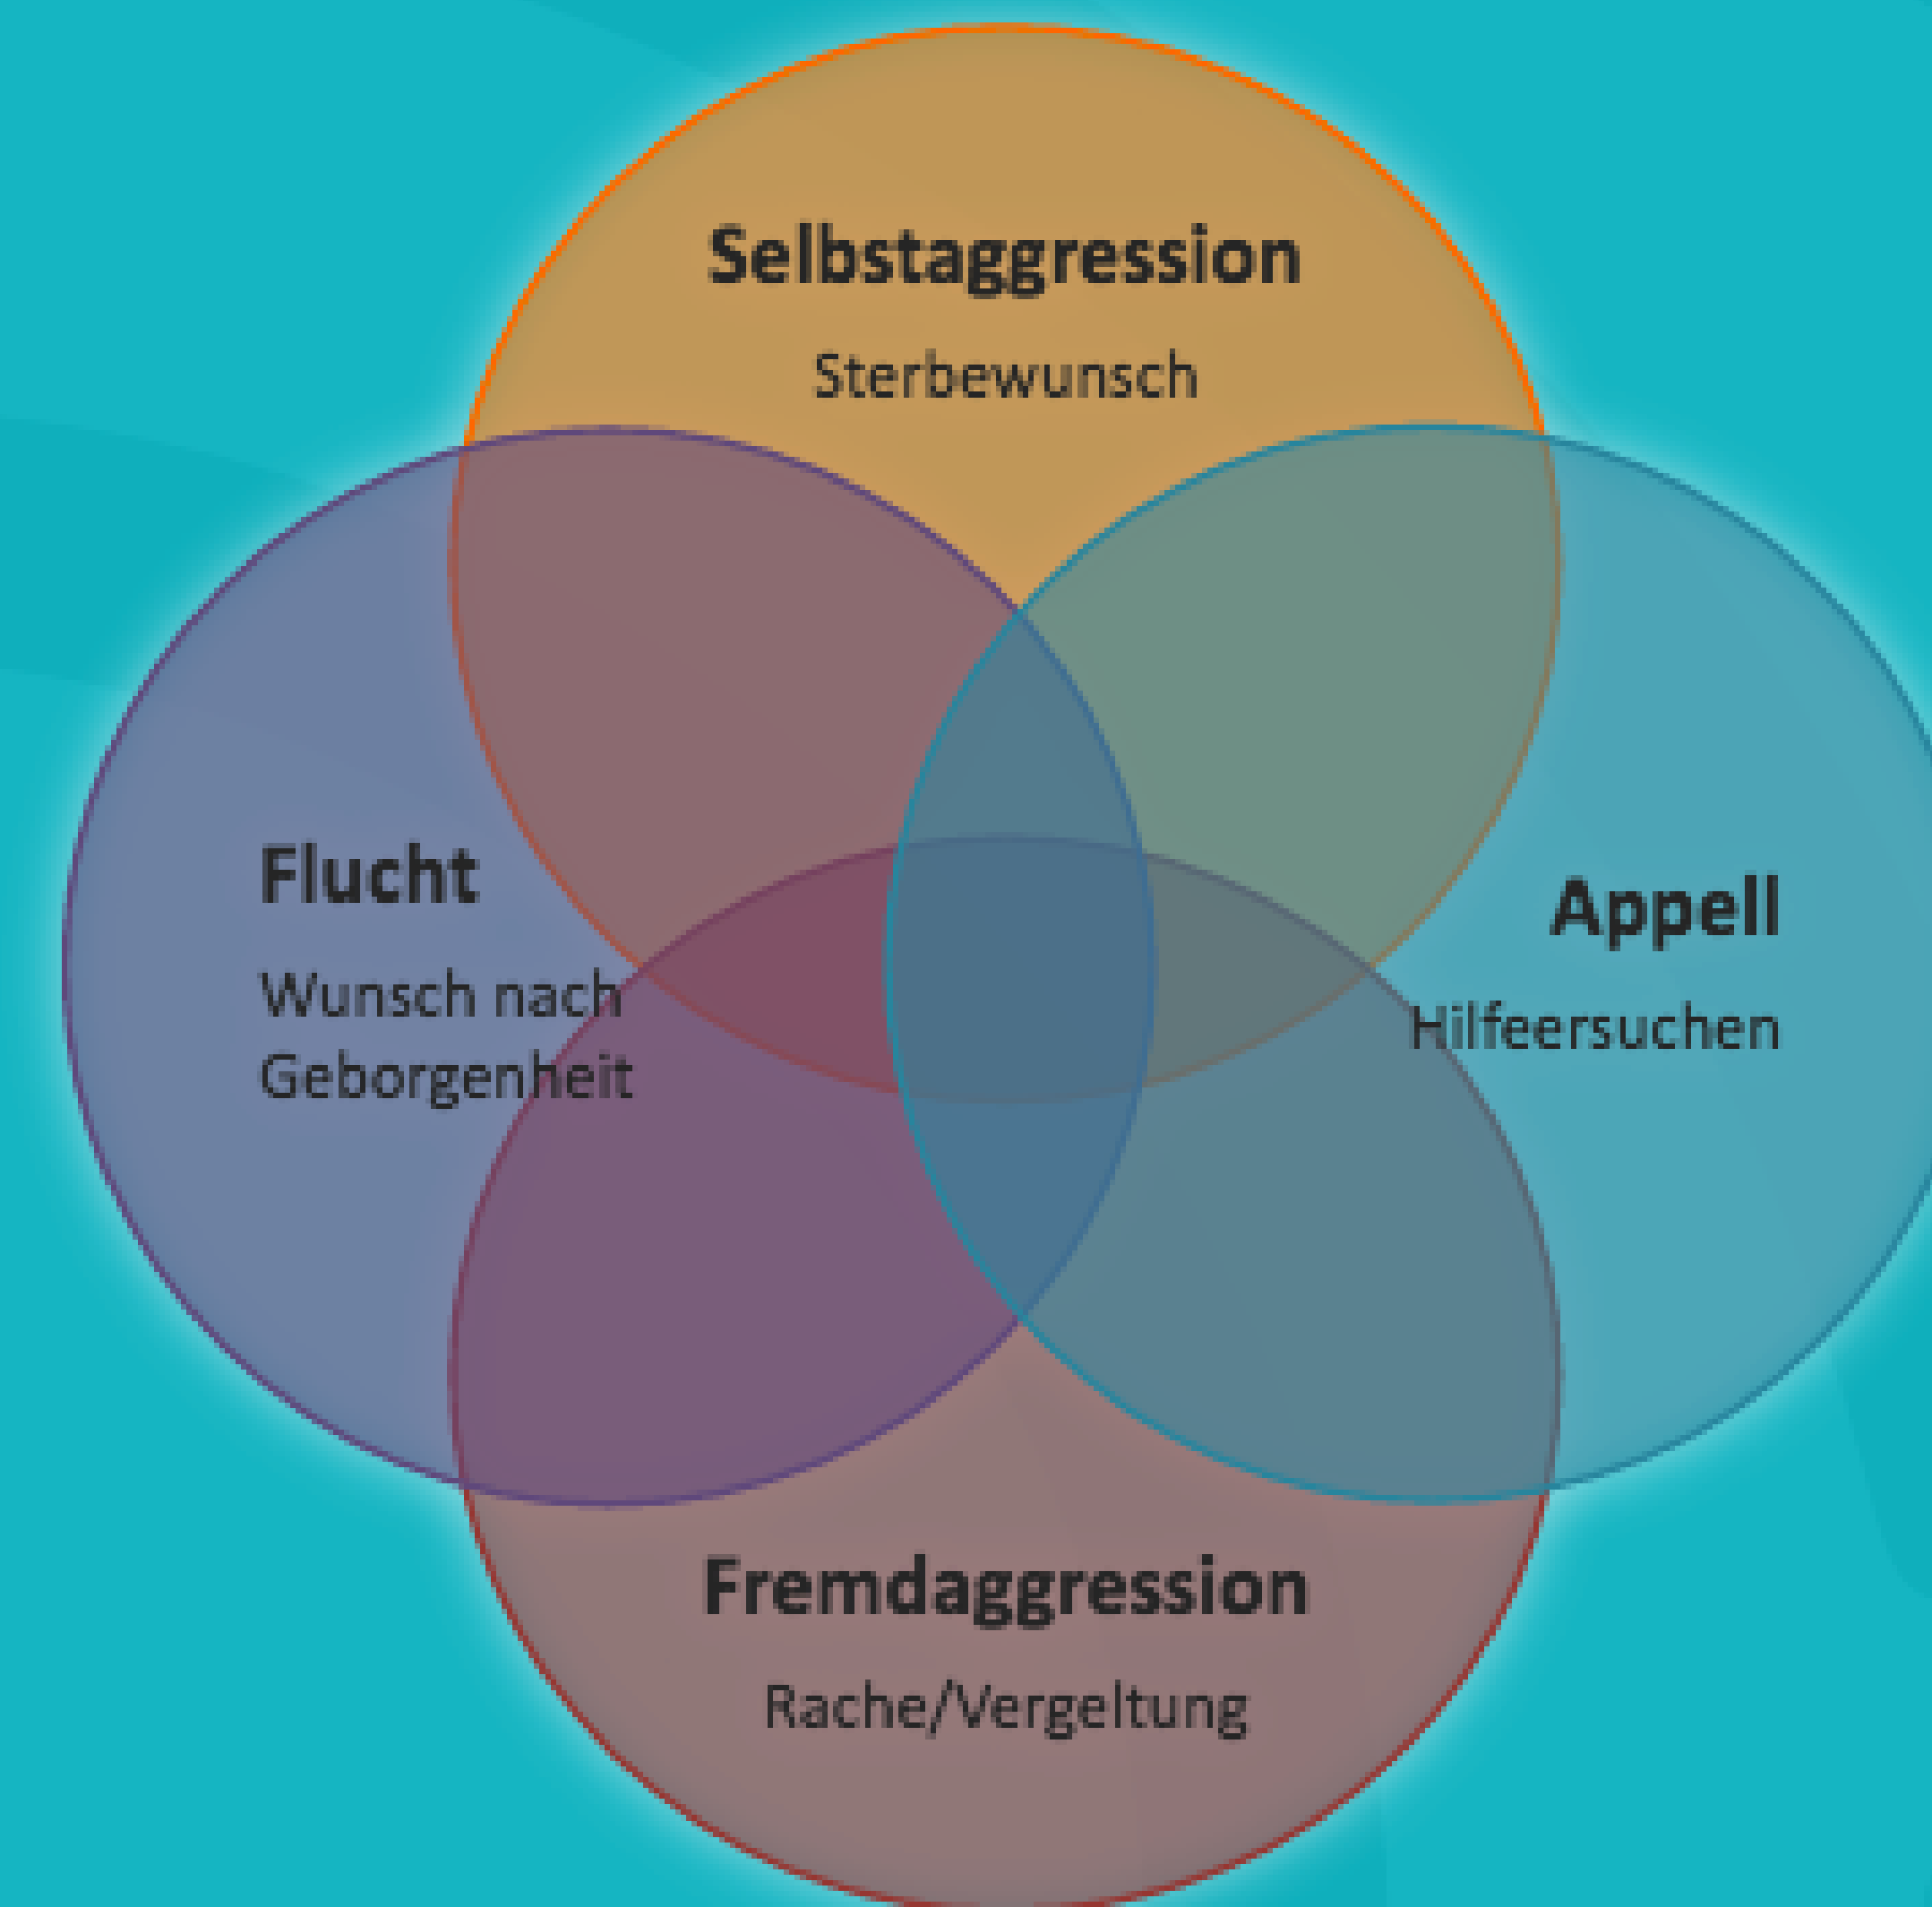 Selbstaggression
Sterbewunsch
Flucht
Wunsch nach
Geborgenheit
Appell
Hilfeersuchen
Fremdaggression
Rache/Vergeltung